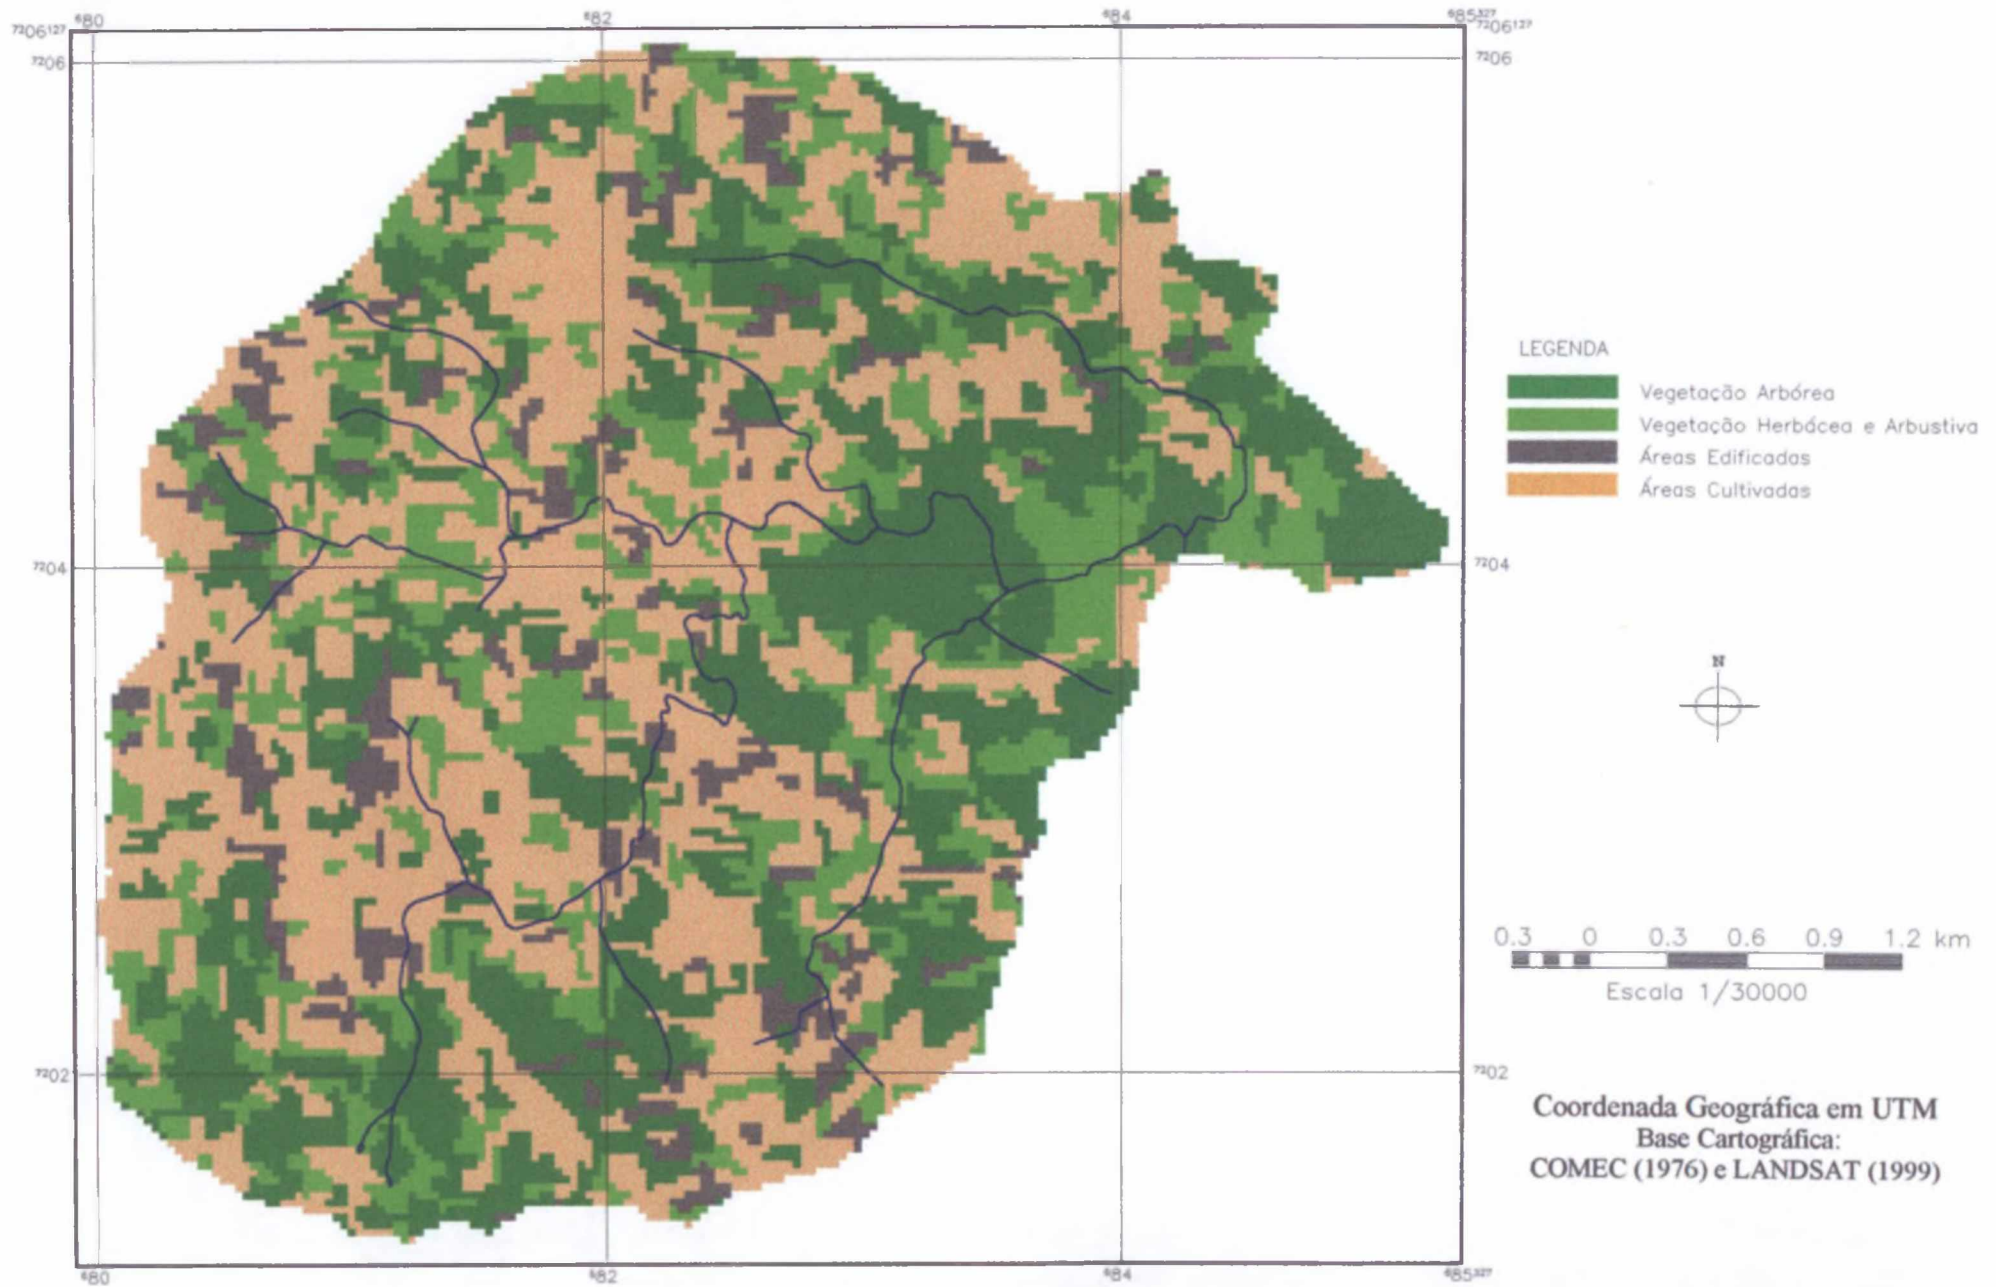 ⁶80 ⁶82 ⁶84 ⁶85³²⁷
⁷²06¹²⁷ ⁷²06¹²⁷
⁷²06 ⁷²06
LEGENDA
Vegetação Arbórea
Vegetação Herbácea e Arbustiva
Áreas Edificadas
Áreas Cultivadas
⁷²04 ⁷²04
N
0.3 0 0.3 0.6 0.9 1.2 km
Escala 1/30000
⁷²02 ⁷²02
Coordenada Geográfica em UTM
Base Cartográfica:
COMEC (1976) e LANDSAT (1999)
⁶80 ⁶82 ⁶84 ⁶85³²⁷